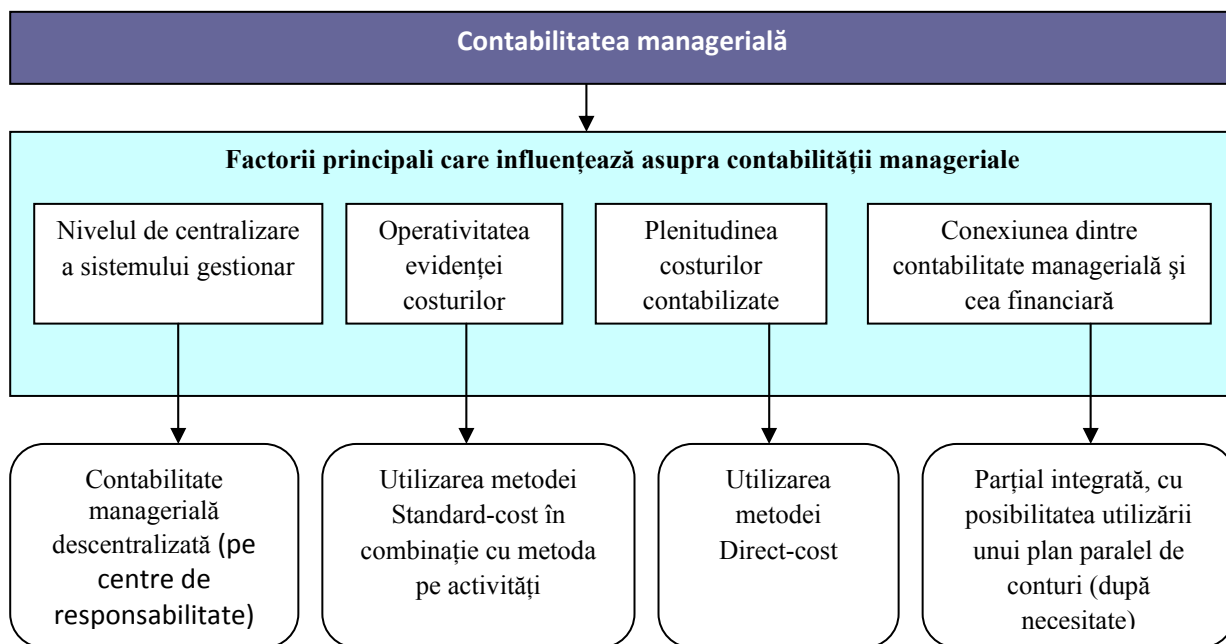 Contabilitatea managerială
Factorii principali care influențează asupra contabilității manageriale
Nivelul de centralizare
a sistemului gestionar
Operativitatea
evidenței
costurilor
Plenitudinea
costurilor
contabilizate
Conexiunea dintre
contabilitate managerială şi
cea financiară
Contabilitate
managerială
descentralizată (pe
centre de
responsabilitate)
Utilizarea metodei
Standard-cost în
combinație cu metoda
pe activități
Utilizarea
metodei
Direct-cost
Parțial integrată, cu
posibilitatea utilizării
unui plan paralel de
conturi (după
necesitate)